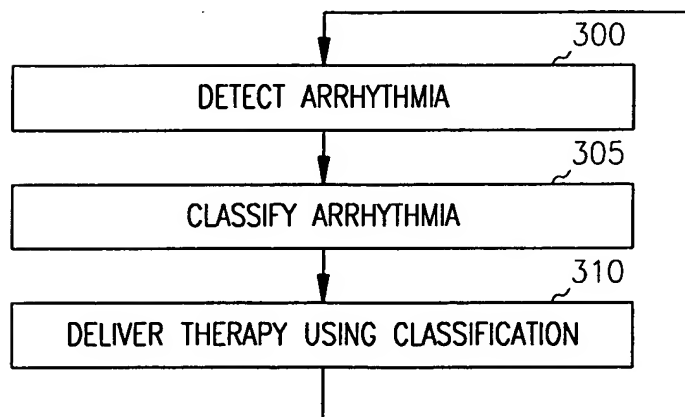 300
DETECT ARRHYTHMIA
305
CLASSIFY ARRHYTHMIA
310
DELIVER THERAPY USING CLASSIFICATION